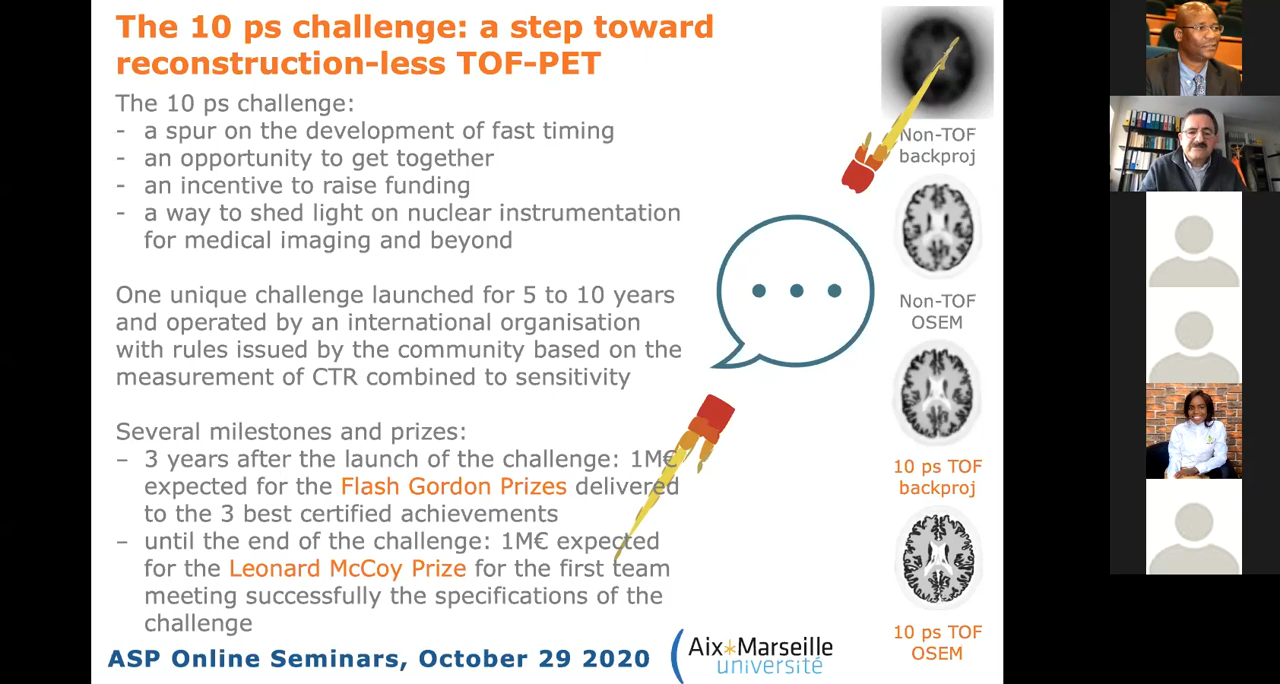 The 10 ps challenge: a step toward
reconstruction-less TOF-PET
The 10 ps challenge:
- a spur on the development of fast timing
- an opportunity to get together
- an incentive to raise funding
- a way to shed light on nuclear instrumentation
for medical imaging and beyond
One unique challenge launched for 5 to 10 years
and operated by an international organisation
with rules issued by the community based on the
measurement of CTR combined to sensitivity
Several milestones and prizes:
– 3 years after the launch of the challenge: 1M€
expected for the Flash Gordon Prizes delivered
to the 3 best certified achievements
– until the end of the challenge: 1M€ expected
for the Leonard McCoy Prize for the first team
meeting successfully the specifications of the
challenge
Non-TOF
backproj
Non-TOF
OSEM
10 ps TOF
backproj
10 ps TOF
OSEM
ASP Online Seminars, October 29 2020
Aix*Marseille
université